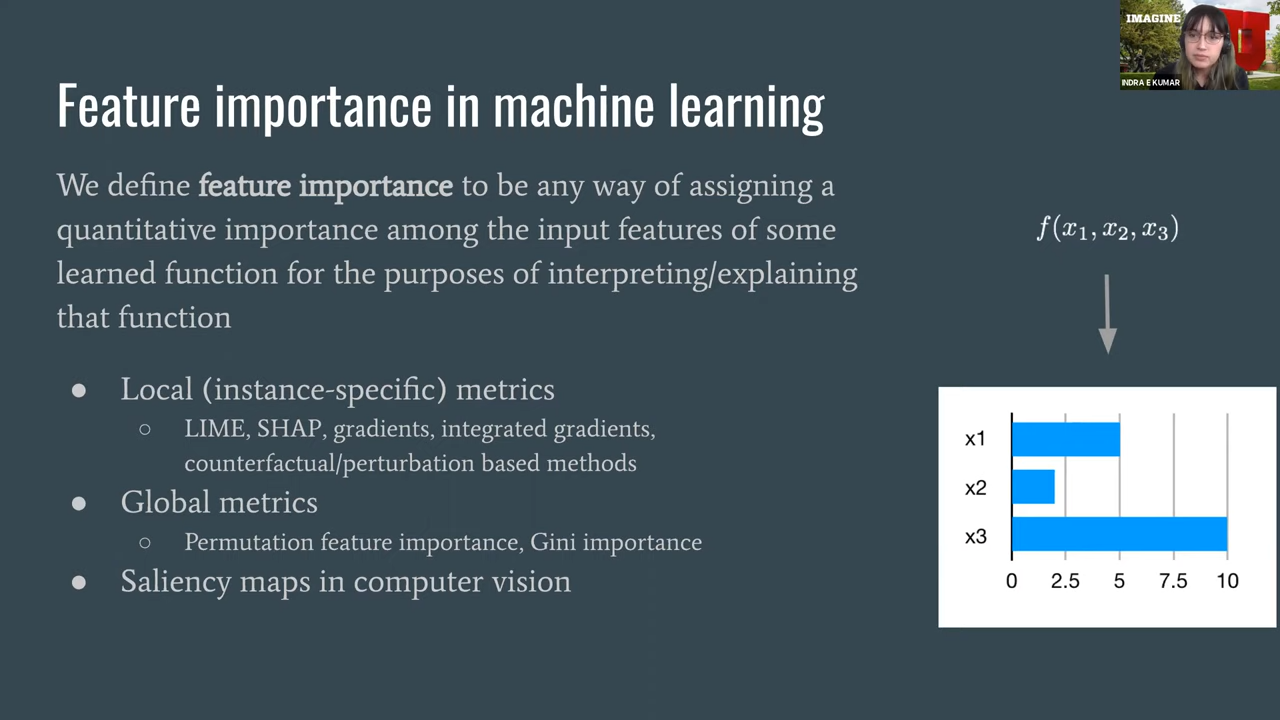 IMAGINE
U
INDRA E KUMAR
Feature importance in machine learning
We define feature importance to be any way of assigning a
quantitative importance among the input features of some
learned function for the purposes of interpreting/explaining
that function
● Local (instance-specific) metrics
○ LIME, SHAP, gradients, integrated gradients,
counterfactual/perturbation based methods
● Global metrics
○ Permutation feature importance, Gini importance
● Saliency maps in computer vision
f(x₁, x₂, x₃)
x1
x2
x3
0 2.5 5 7.5 10